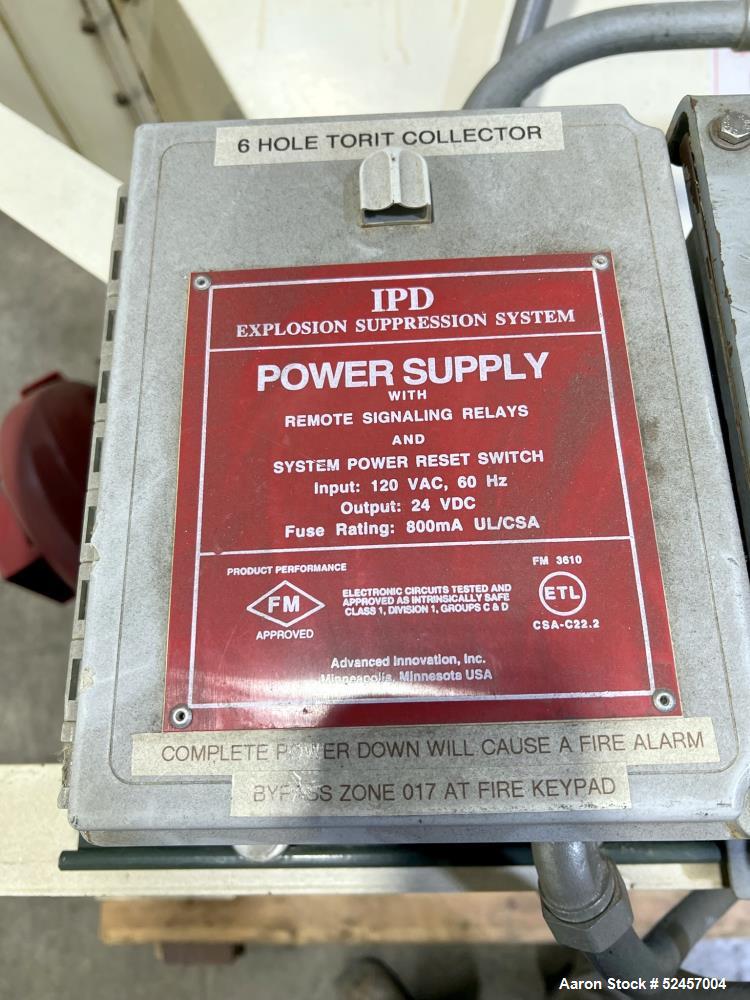 6 HOLE TORIT COLLECTOR
IPD
EXPLOSION SUPPRESSION SYSTEM
POWER SUPPLY
WITH
REMOTE SIGNALING RELAYS
AND
SYSTEM POWER RESET SWITCH
Input: 120 VAC, 60 Hz
Output: 24 VDC
Fuse Rating: 800mA UL/CSA
PRODUCT PERFORMANCE
FM
APPROVED
ELECTRONIC CIRCUITS TESTED AND
APPROVED AS INTRINSICALLY SAFE
CLASS 1, DIVISION 1, GROUPS C & D
FM 3610
ETL
CSA-C22.2
Advanced Innovation, Inc.
Minneapolis, Minnesota USA
COMPLETE POWER DOWN WILL CAUSE A FIRE ALARM
BYPASS ZONE 017 AT FIRE KEYPAD
Aaron Stock # 52457004